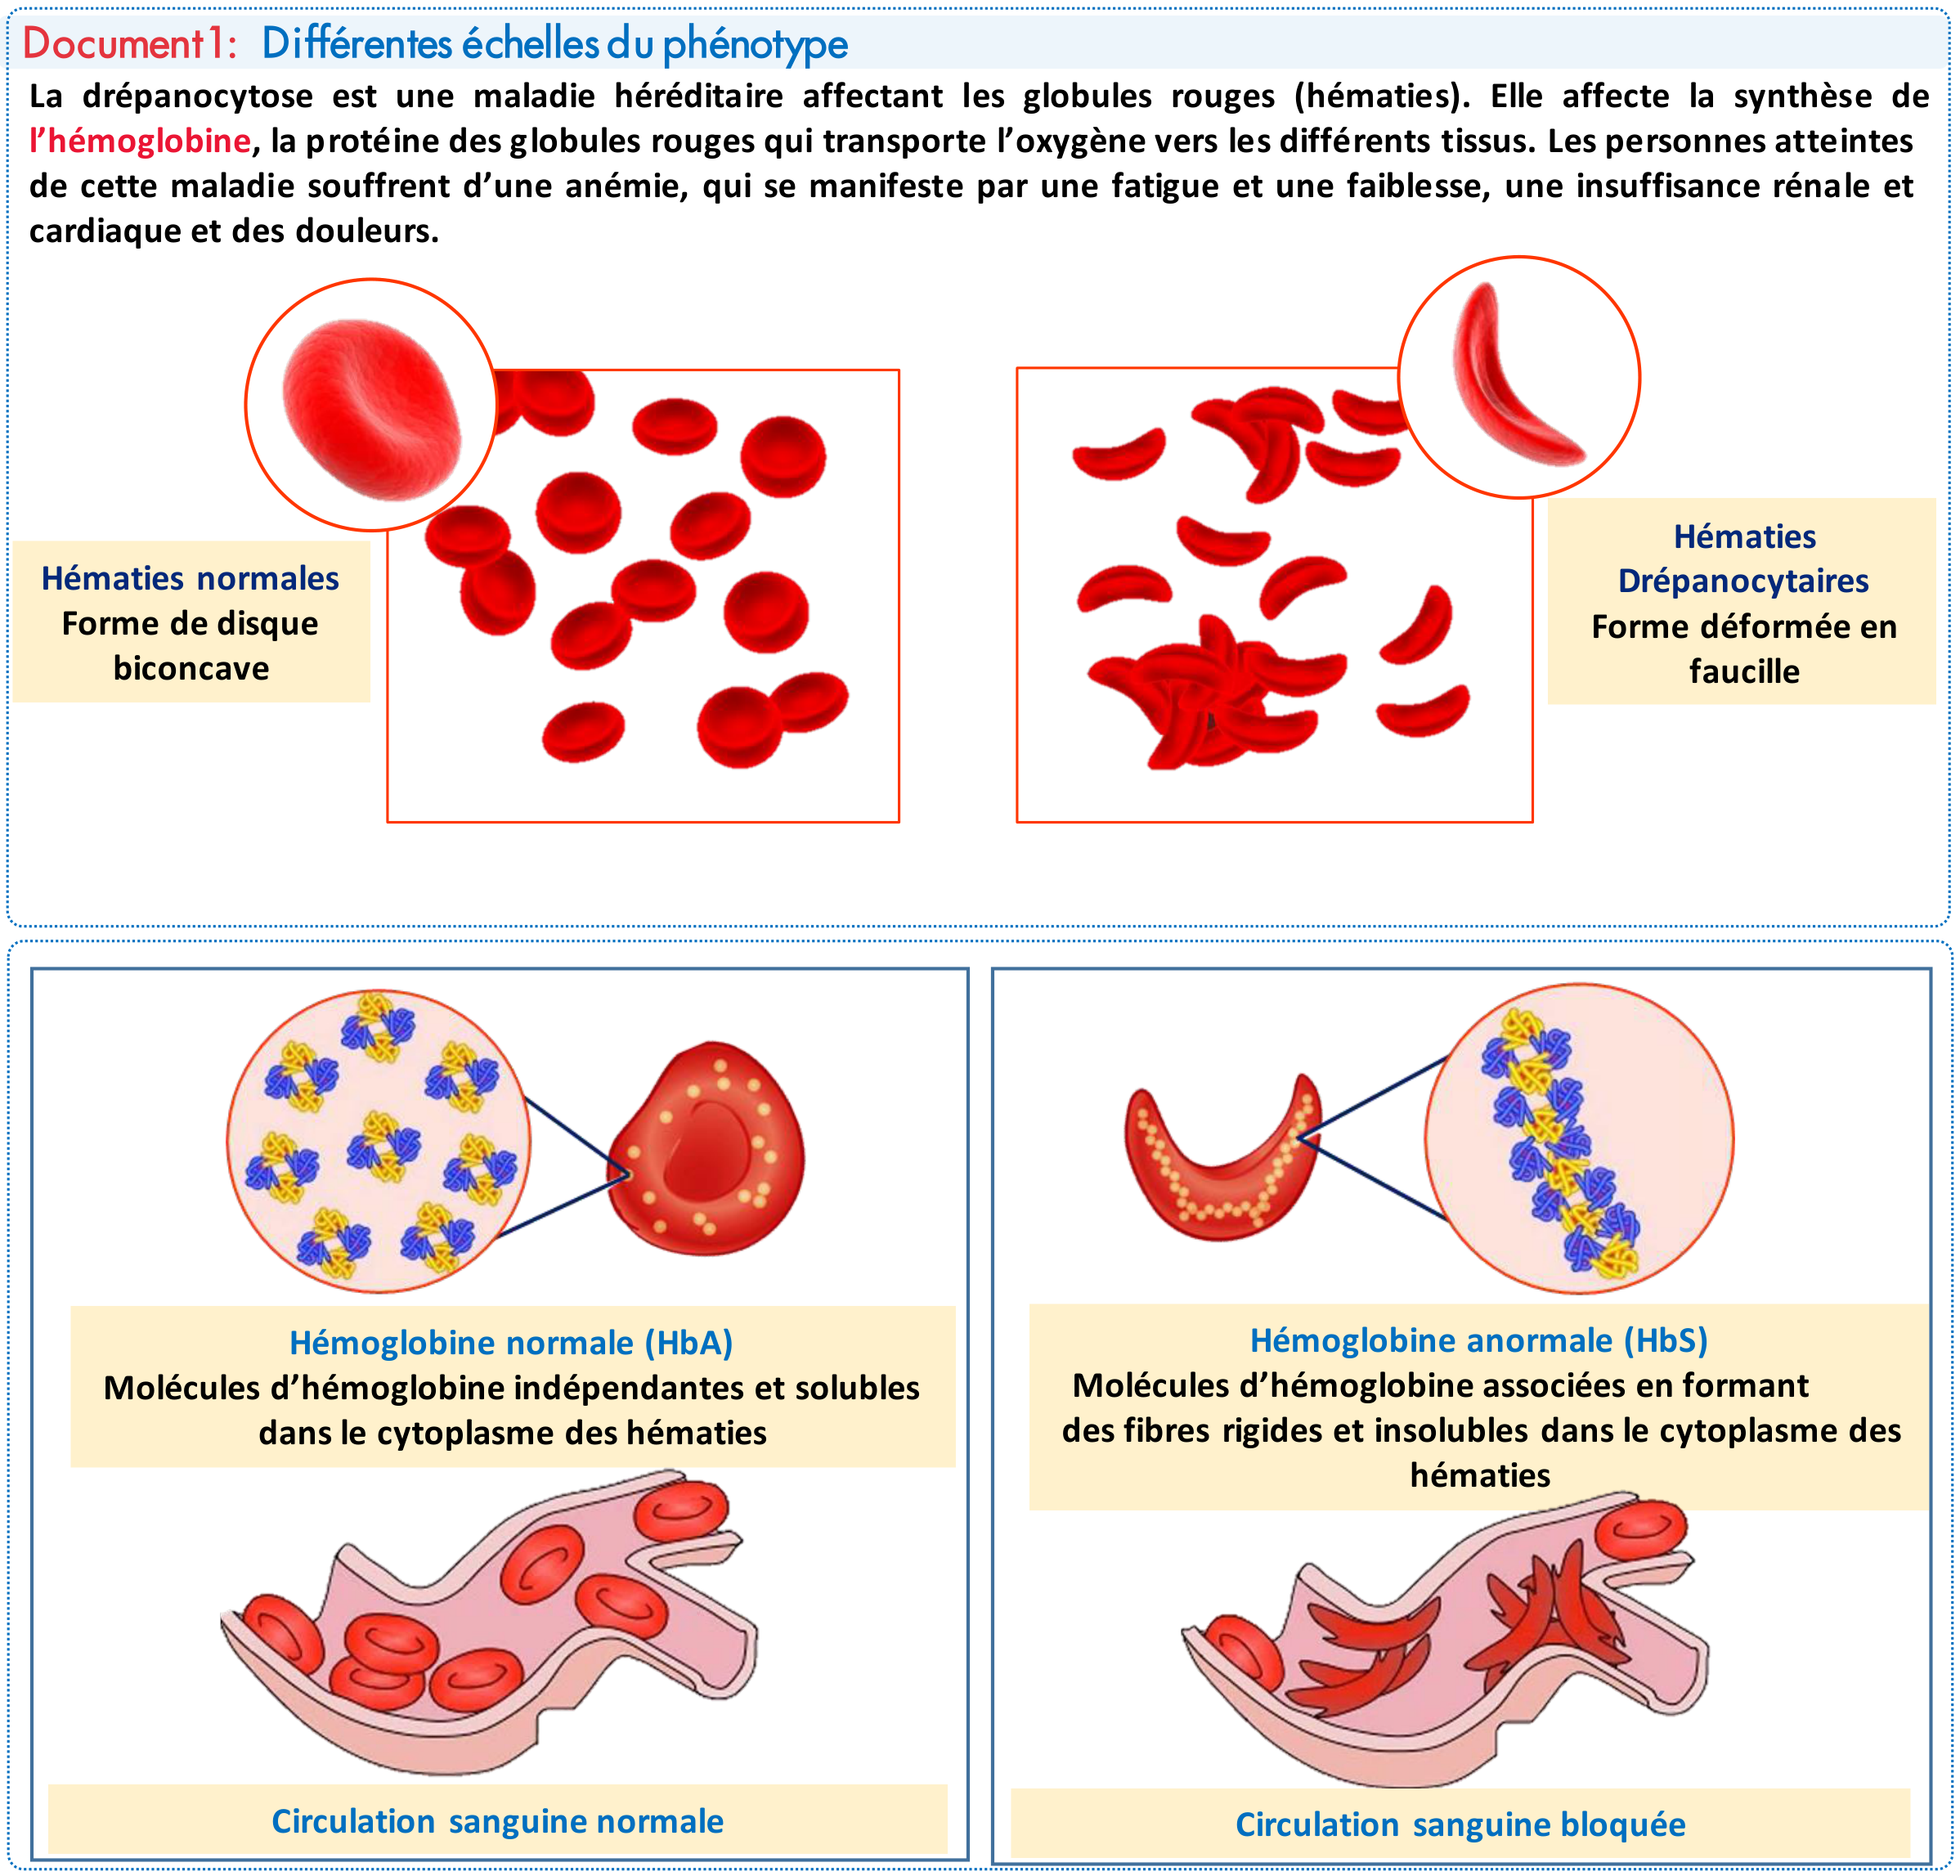 Document1: Différentes échelles du phénotype
La drépanocytose est une maladie héréditaire affectant les globules rouges (hématies). Elle affecte la synthèse de
l’hémoglobine, la protéine des globules rouges qui transporte l’oxygène vers les différents tissus. Les personnes atteintes
de cette maladie souffrent d’une anémie, qui se manifeste par une fatigue et une faiblesse, une insuffisance rénale et
cardiaque et des douleurs.
Hématies normales
Forme de disque
biconcave
Hématies
Drépanocytaires
Forme déformée en
faucille
Hémoglobine normale (HbA)
Molécules d’hémoglobine indépendantes et solubles
dans le cytoplasme des hématies
Circulation sanguine normale
Hémoglobine anormale (HbS)
Molécules d’hémoglobine associées en formant
des fibres rigides et insolubles dans le cytoplasme des
hématies
Circulation sanguine bloquée